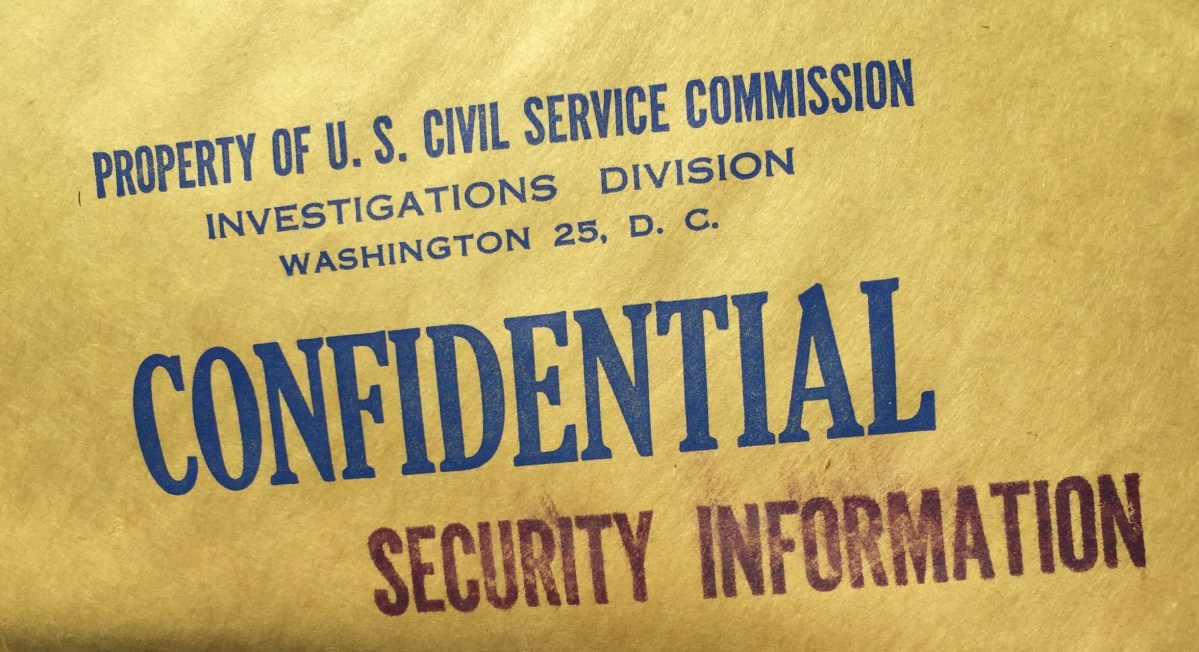 PROPERTY OF U. S. CIVIL SERVICE COMMISSION
INVESTIGATIONS DIVISION
WASHINGTON 25, D. C.
CONFIDENTIAL
SECURITY INFORMATION